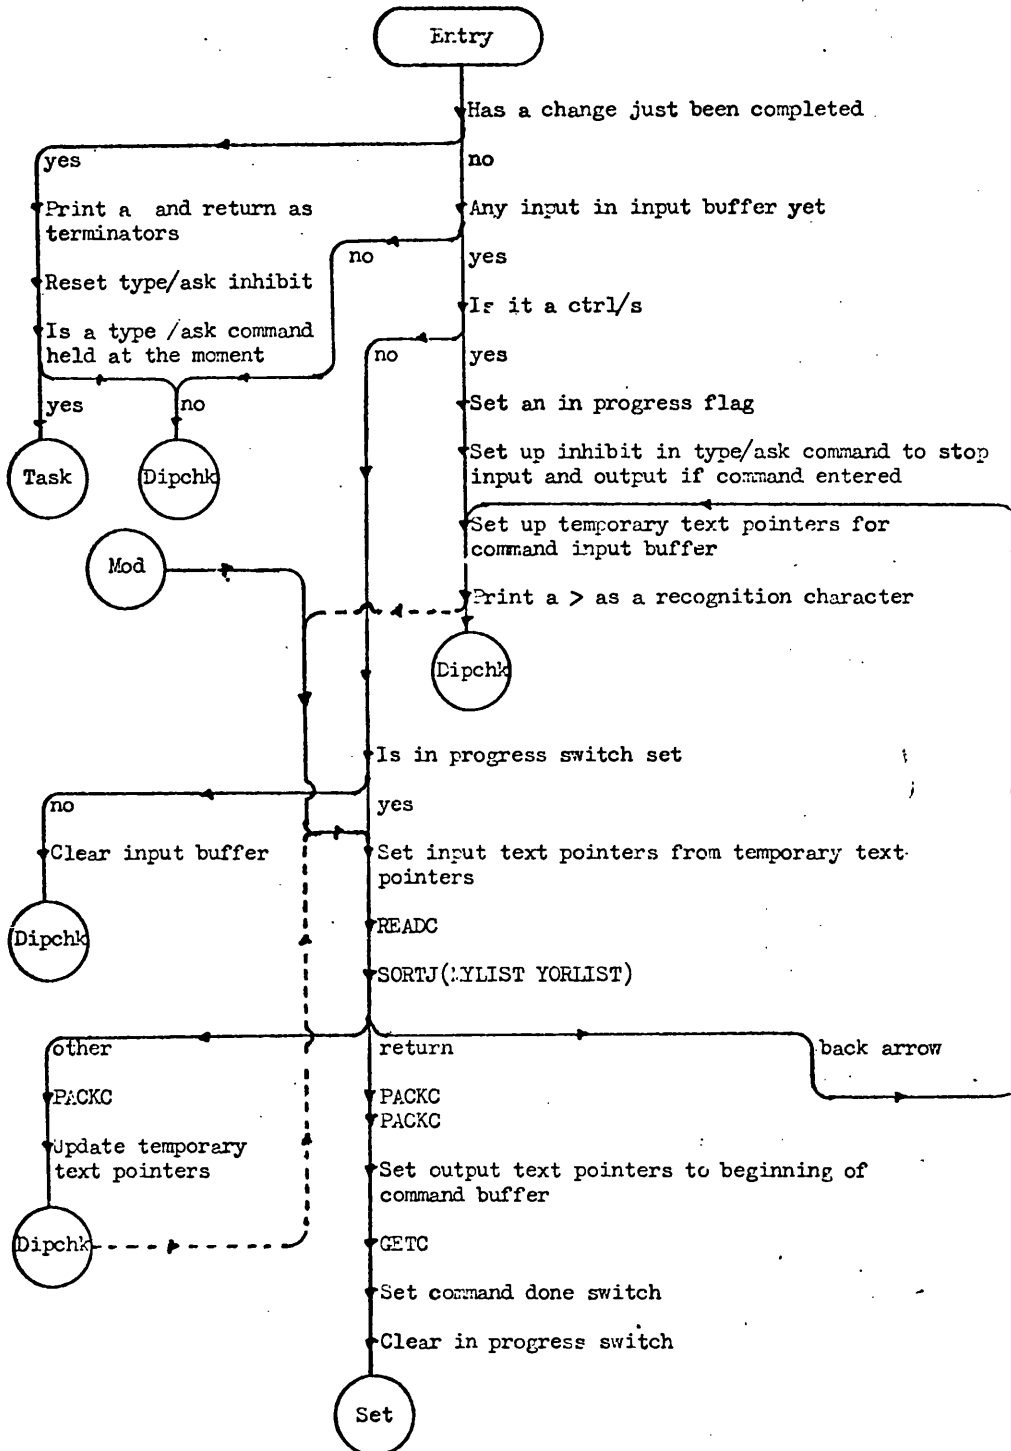 Entry
Has a change just been completed
yes
no
Print a and return as
terminators
Any input in input buffer yet
no
yes
Reset type/ask inhibit
Is it a ctrl/s
Is a type /ask command
held at the moment
no
yes
yes
no
Set an in progress flag
Task
Dipchk
Set up inhibit in type/ask command to stop
input and output if command entered
Set up temporary text pointers for
command input buffer
Mod
Print a > as a recognition character
Dipchk
Is in progress switch set
no
yes
Clear input buffer
Set input text pointers from temporary text
pointers
Dipchk
READC
SORTJ(MYLIST YORLIST)
other
return
back arrow
PACKC
PACKC
PACKC
Update temporary
text pointers
Set output text pointers to beginning of
command buffer
Dipchk
GETC
Set command done switch
Clear in progress switch
Set